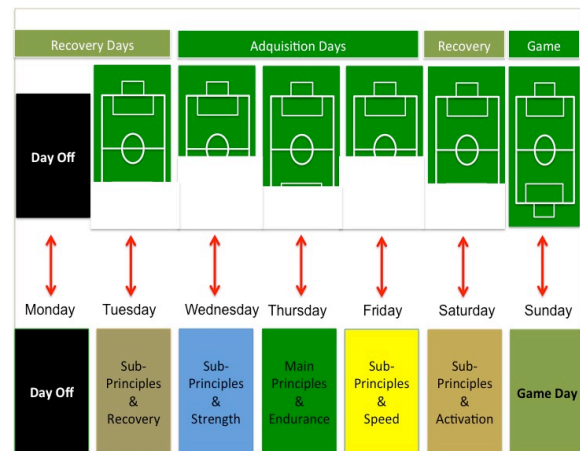 Recovery Days
Adquisition Days
Recovery
Game
Day Off
Monday
Tuesday
Wednesday
Thursday
Friday
Saturday
Sunday
Day Off
Sub-
Principles
&
Recovery
Sub-
Principles
&
Strength
Main
Principles
&
Endurance
Sub-
Principles
&
Speed
Sub-
Principles
&
Activation
Game Day